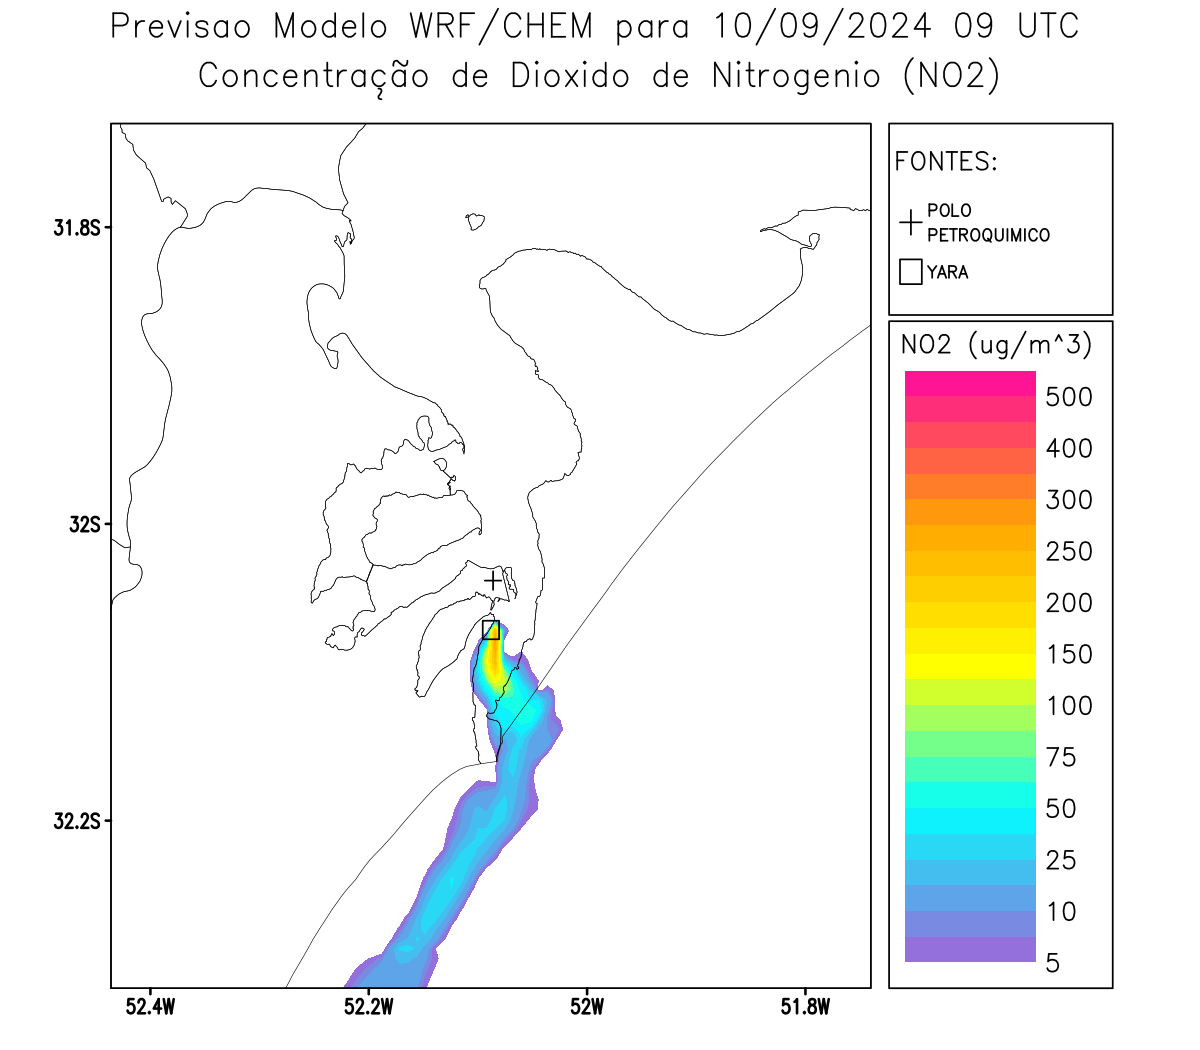 Previsao Modelo WRF/CHEM para 10/09/2024 09 UTC
Concentração de Dioxido de Nitrogenio (NO2)
FONTES:
POLO
PETROQUIMICO
YARA
NO2 (ug/m^3)
500
400
300
250
200
150
100
75
50
25
10
5
31.8S
32S
32.2S
52.4W
52.2W
52W
51.8W